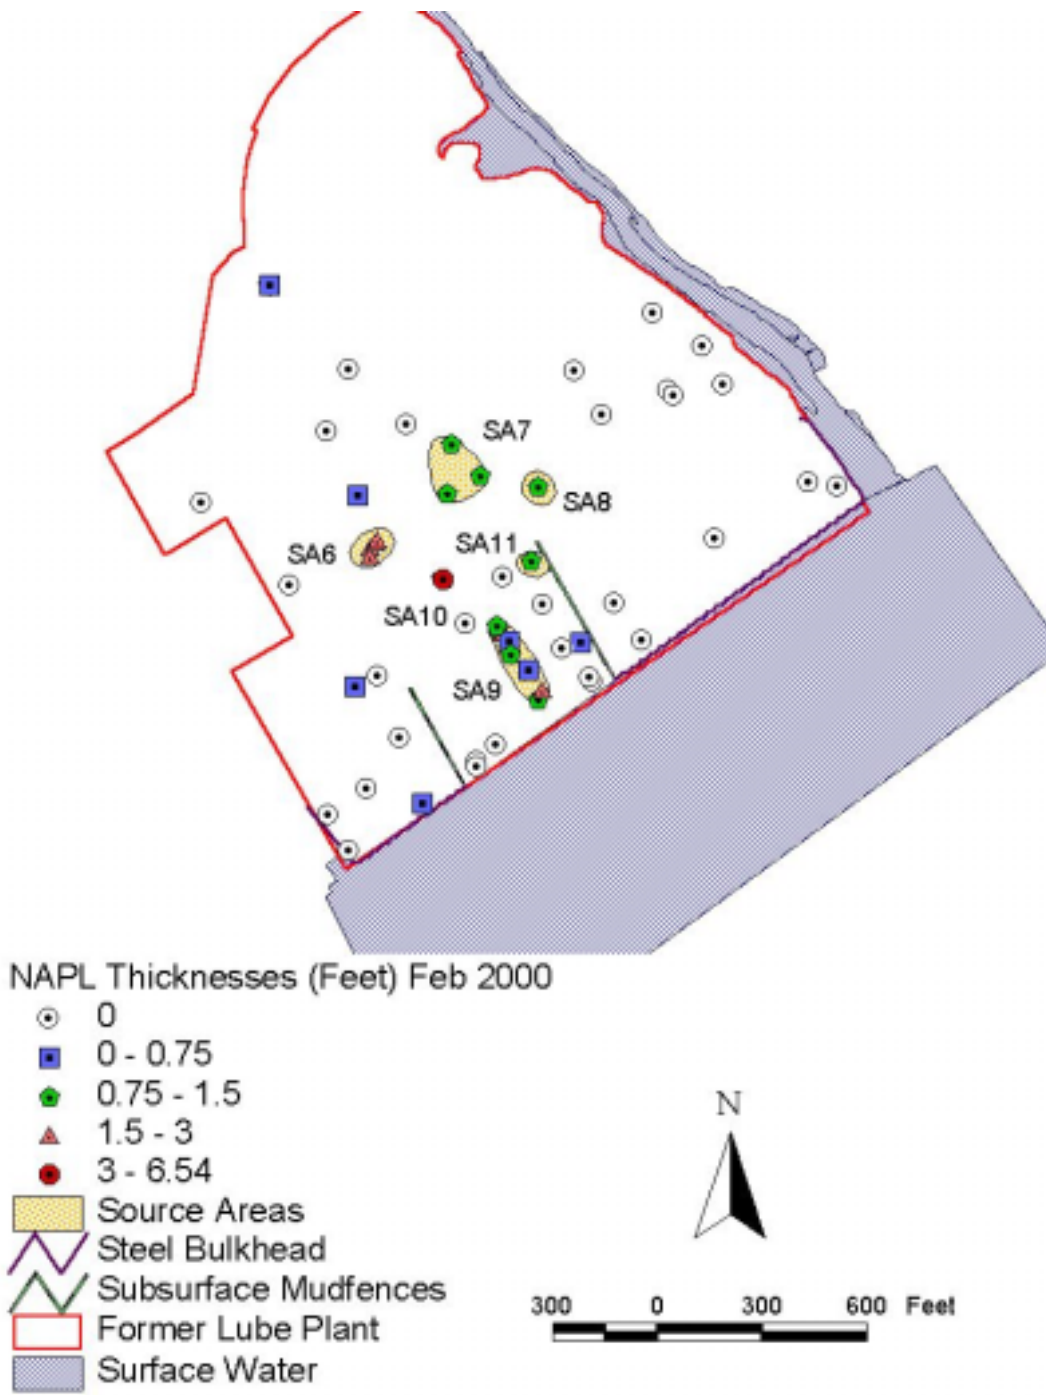 SA7
SA8
SA11
SA6
SA10
SA9
NAPL Thicknesses (Feet) Feb 2000
0
0 - 0.75
0.75 - 1.5
1.5 - 3
3 - 6.54
Source Areas
Steel Bulkhead
Subsurface Mudfences
Former Lube Plant
Surface Water
N
300 0 300 600 Feet